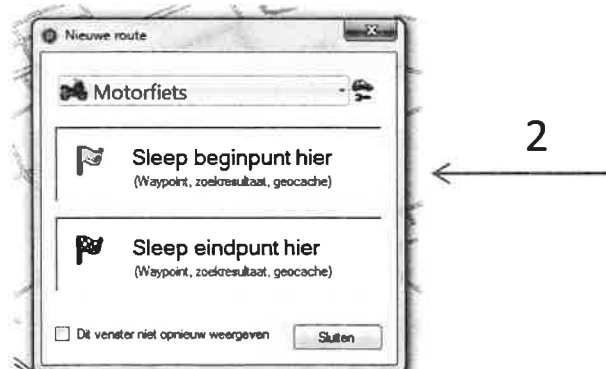 Nieuwe route
Motorfiets
Sleep beginpunt hier
(Waypoint, zoekresultaat, geocache)
2
Sleep eindpunt hier
(Waypoint, zoekresultaat, geocache)
Dit venster niet opnieuw weergeven
Sluiten